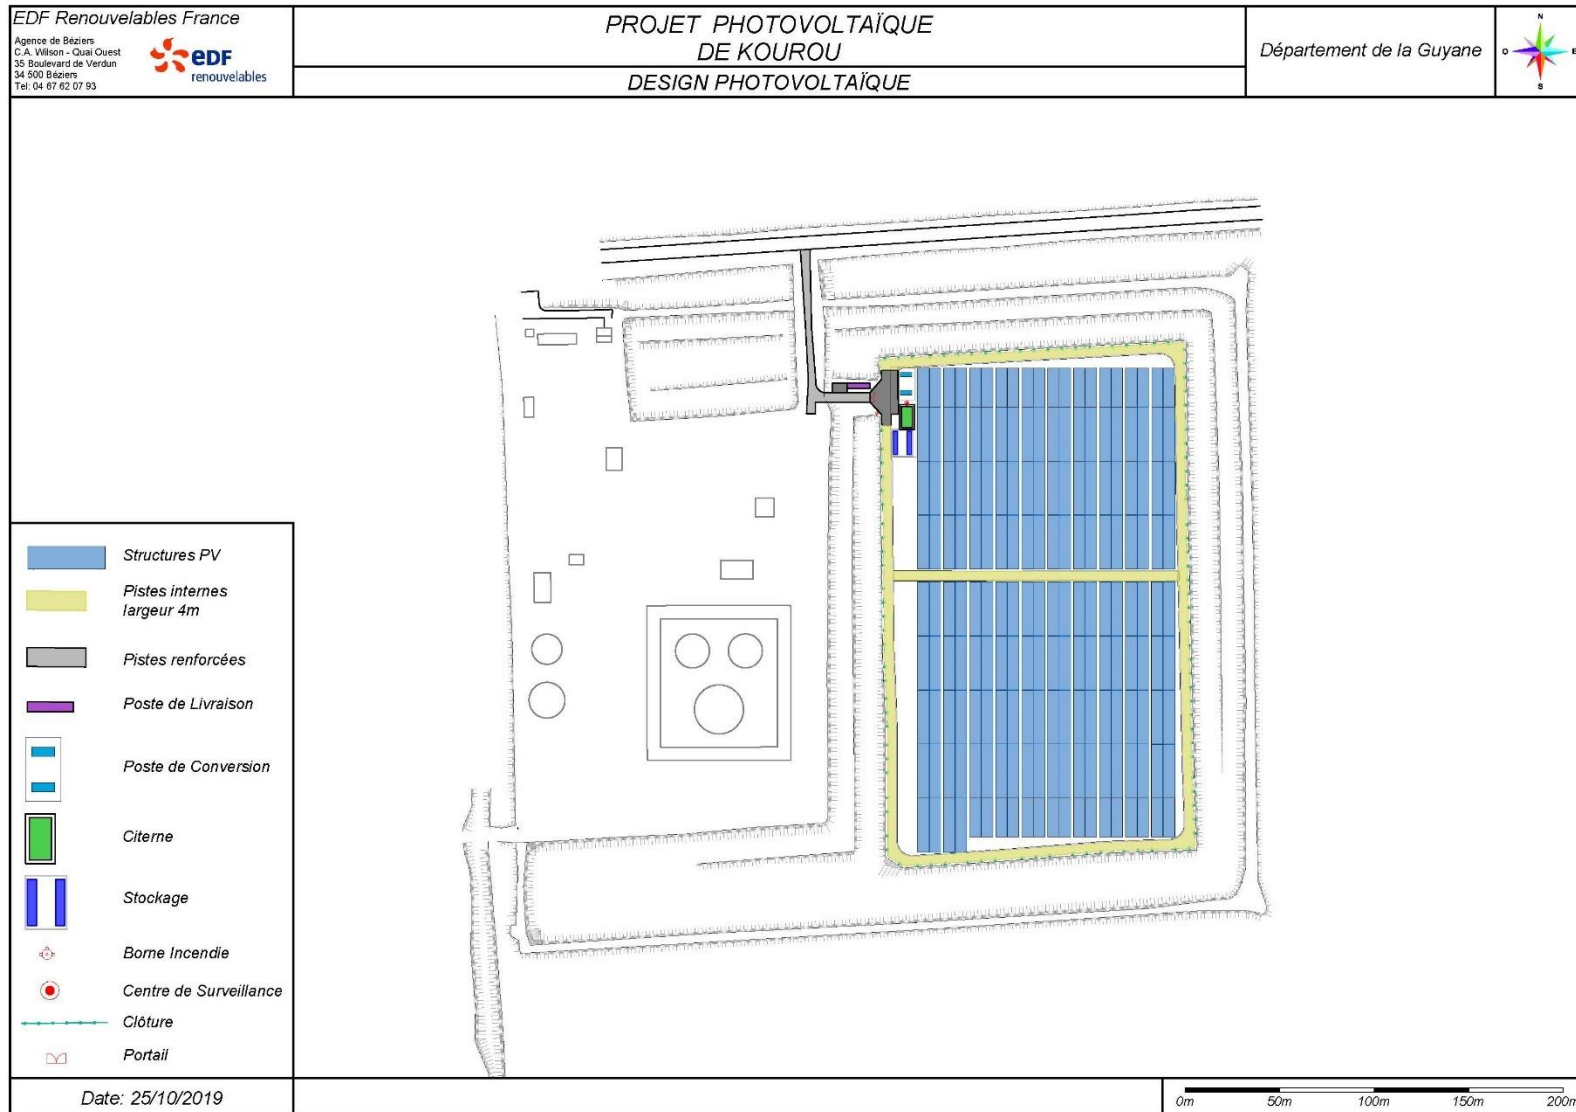 EDF Renouvelables France
Agence de Béziers
C.A. Wilson - Quai Ouest
35 Boulevard de Verdun
34 500 Béziers
Tel: 04 67 62 07 93
edf
renouvelables
PROJET PHOTOVOLTAÏQUE
DE KOUROU
DESIGN PHOTOVOLTAÏQUE
Département de la Guyane
N
O
E
S
Structures PV
Pistes internes
largeur 4m
Pistes renforcées
Poste de Livraison
Poste de Conversion
Citerne
Stockage
Borne Incendie
Centre de Surveillance
Clôture
Portail
Date: 25/10/2019
0m 50m 100m 150m 200m